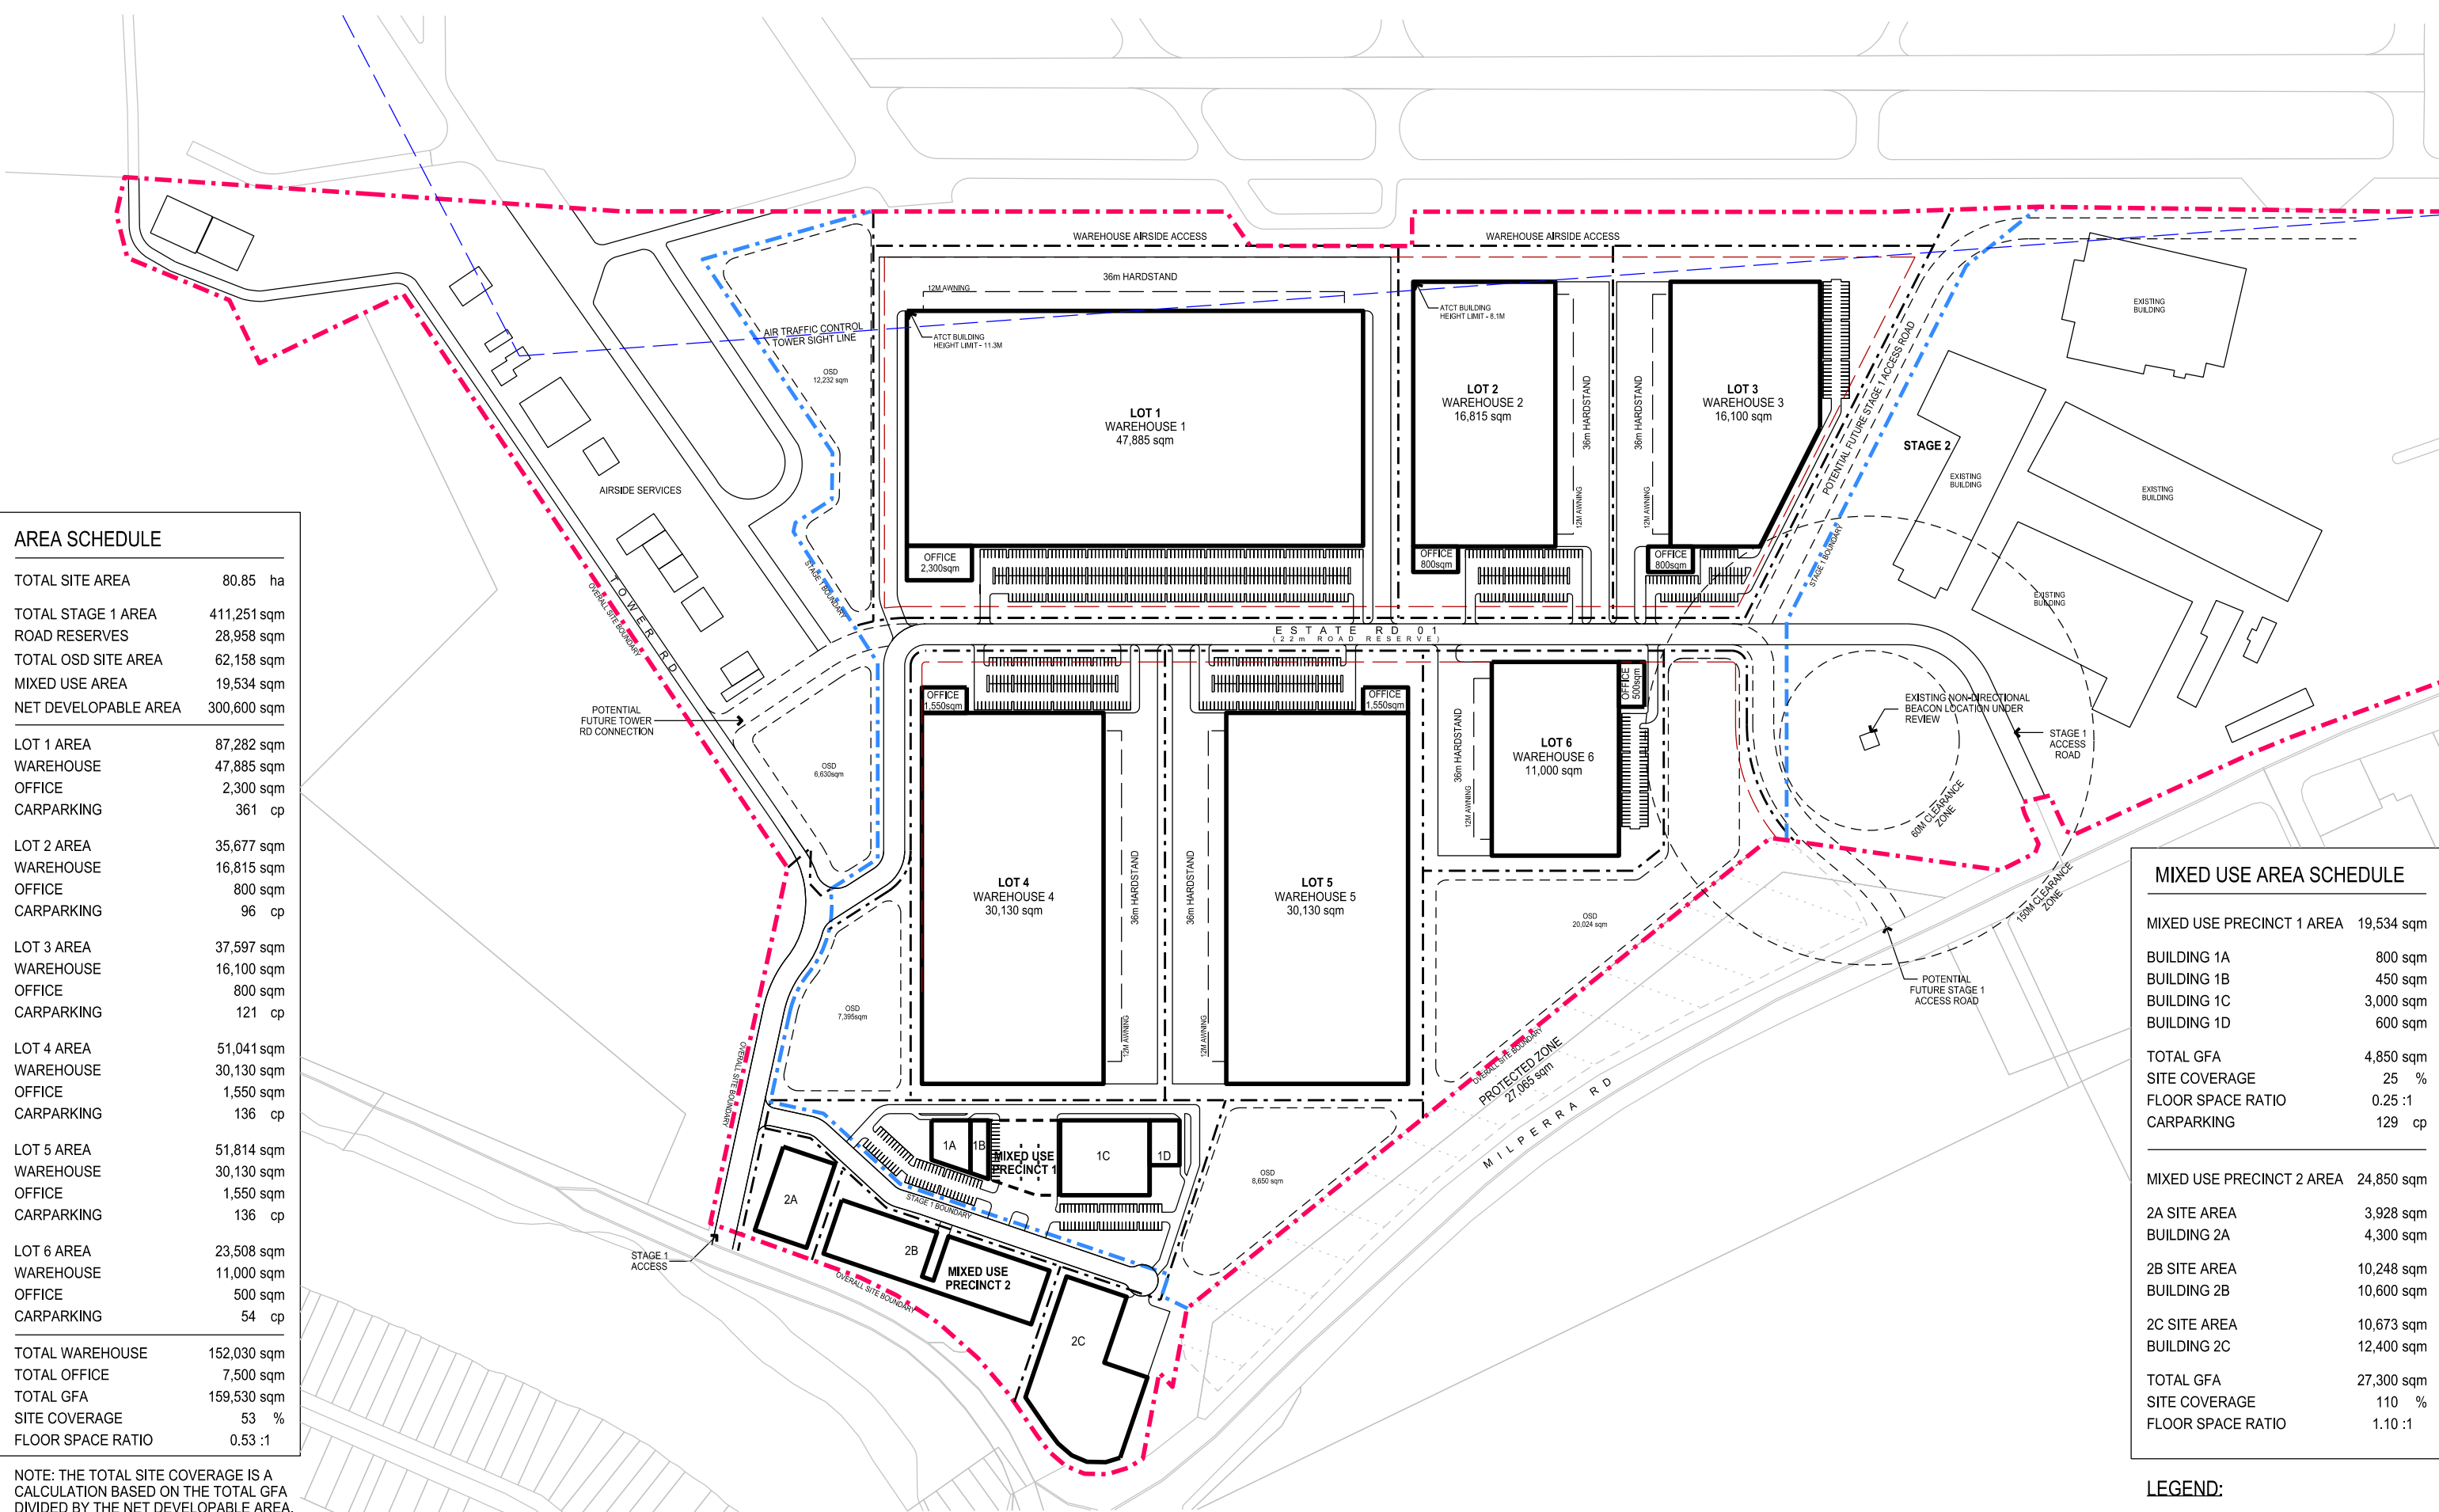 WAREHOUSE AIRSIDE ACCESS
WAREHOUSE AIRSIDE ACCESS
36m HARDSTAND
12M AWNING
AIR TRAFFIC CONTROL
TOWER SIGHT LINE
ATCT BUILDING
HEIGHT LIMIT - 11.3M
ATCT BUILDING
HEIGHT LIMIT - 8.1M
OSD
12,232 sqm
LOT 1
WAREHOUSE 1
47,885 sqm
LOT 2
WAREHOUSE 2
16,815 sqm
36m HARDSTAND
12M AWNING
36m HARDSTAND
12M AWNING
LOT 3
WAREHOUSE 3
16,100 sqm
POTENTIAL FUTURE STAGE 1 ACCESS ROAD
STAGE 1 BOUNDARY
STAGE 2
EXISTING
BUILDING
EXISTING
BUILDING
EXISTING
BUILDING
EXISTING
BUILDING
AIRSIDE SERVICES
TOWER RD
OVERALL SITE BOUNDARY
STAGE 1 BOUNDARY
OFFICE
2,300sqm
OFFICE
800sqm
OFFICE
800sqm
ESTATE RD 01
(22m ROAD RESERVE)
POTENTIAL
FUTURE TOWER
RD CONNECTION
OSD
6,630sqm
OFFICE
1,550sqm
OFFICE
1,550sqm
OFFICE
500sqm
LOT 4
WAREHOUSE 4
30,130 sqm
36m HARDSTAND
12M AWNING
36m HARDSTAND
12M AWNING
LOT 5
WAREHOUSE 5
30,130 sqm
36m HARDSTAND
12M AWNING
LOT 6
WAREHOUSE 6
11,000 sqm
EXISTING NON-DIRECTIONAL
BEACON LOCATION UNDER
REVIEW
STAGE 1
ACCESS
ROAD
60M CLEARANCE
ZONE
150M CLEARANCE
ZONE
POTENTIAL
FUTURE STAGE 1
ACCESS ROAD
OSD
20,024 sqm
OSD
7,395sqm
OVERALL SITE BOUNDARY
OVERALL SITE BOUNDARY
PROTECTED ZONE
27,065 sqm
MILPERRA RD
OSD
8,650 sqm
1A
1B
MIXED USE
PRECINCT 1
1C
1D
STAGE 1 BOUNDARY
2A
2B
MIXED USE
PRECINCT 2
2C
OVERALL SITE BOUNDARY
STAGE 1
ACCESS
AREA SCHEDULE
TOTAL SITE AREA 80.85 ha
TOTAL STAGE 1 AREA 411,251 sqm
ROAD RESERVES 28,958 sqm
TOTAL OSD SITE AREA 62,158 sqm
MIXED USE AREA 19,534 sqm
NET DEVELOPABLE AREA 300,600 sqm
LOT 1 AREA 87,282 sqm
WAREHOUSE 47,885 sqm
OFFICE 2,300 sqm
CARPARKING 361 cp
LOT 2 AREA 35,677 sqm
WAREHOUSE 16,815 sqm
OFFICE 800 sqm
CARPARKING 96 cp
LOT 3 AREA 37,597 sqm
WAREHOUSE 16,100 sqm
OFFICE 800 sqm
CARPARKING 121 cp
LOT 4 AREA 51,041 sqm
WAREHOUSE 30,130 sqm
OFFICE 1,550 sqm
CARPARKING 136 cp
LOT 5 AREA 51,814 sqm
WAREHOUSE 30,130 sqm
OFFICE 1,550 sqm
CARPARKING 136 cp
LOT 6 AREA 23,508 sqm
WAREHOUSE 11,000 sqm
OFFICE 500 sqm
CARPARKING 54 cp
TOTAL WAREHOUSE 152,030 sqm
TOTAL OFFICE 7,500 sqm
TOTAL GFA 159,530 sqm
SITE COVERAGE 53 %
FLOOR SPACE RATIO 0.53 :1
NOTE: THE TOTAL SITE COVERAGE IS A
CALCULATION BASED ON THE TOTAL GFA
DIVIDED BY THE NET DEVELOPABLE AREA.
MIXED USE AREA SCHEDULE
MIXED USE PRECINCT 1 AREA 19,534 sqm
BUILDING 1A 800 sqm
BUILDING 1B 450 sqm
BUILDING 1C 3,000 sqm
BUILDING 1D 600 sqm
TOTAL GFA 4,850 sqm
SITE COVERAGE 25 %
FLOOR SPACE RATIO 0.25 :1
CARPARKING 129 cp
MIXED USE PRECINCT 2 AREA 24,850 sqm
2A SITE AREA 3,928 sqm
BUILDING 2A 4,300 sqm
2B SITE AREA 10,248 sqm
BUILDING 2B 10,600 sqm
2C SITE AREA 10,673 sqm
BUILDING 2C 12,400 sqm
TOTAL GFA 27,300 sqm
SITE COVERAGE 110 %
FLOOR SPACE RATIO 1.10 :1
LEGEND: